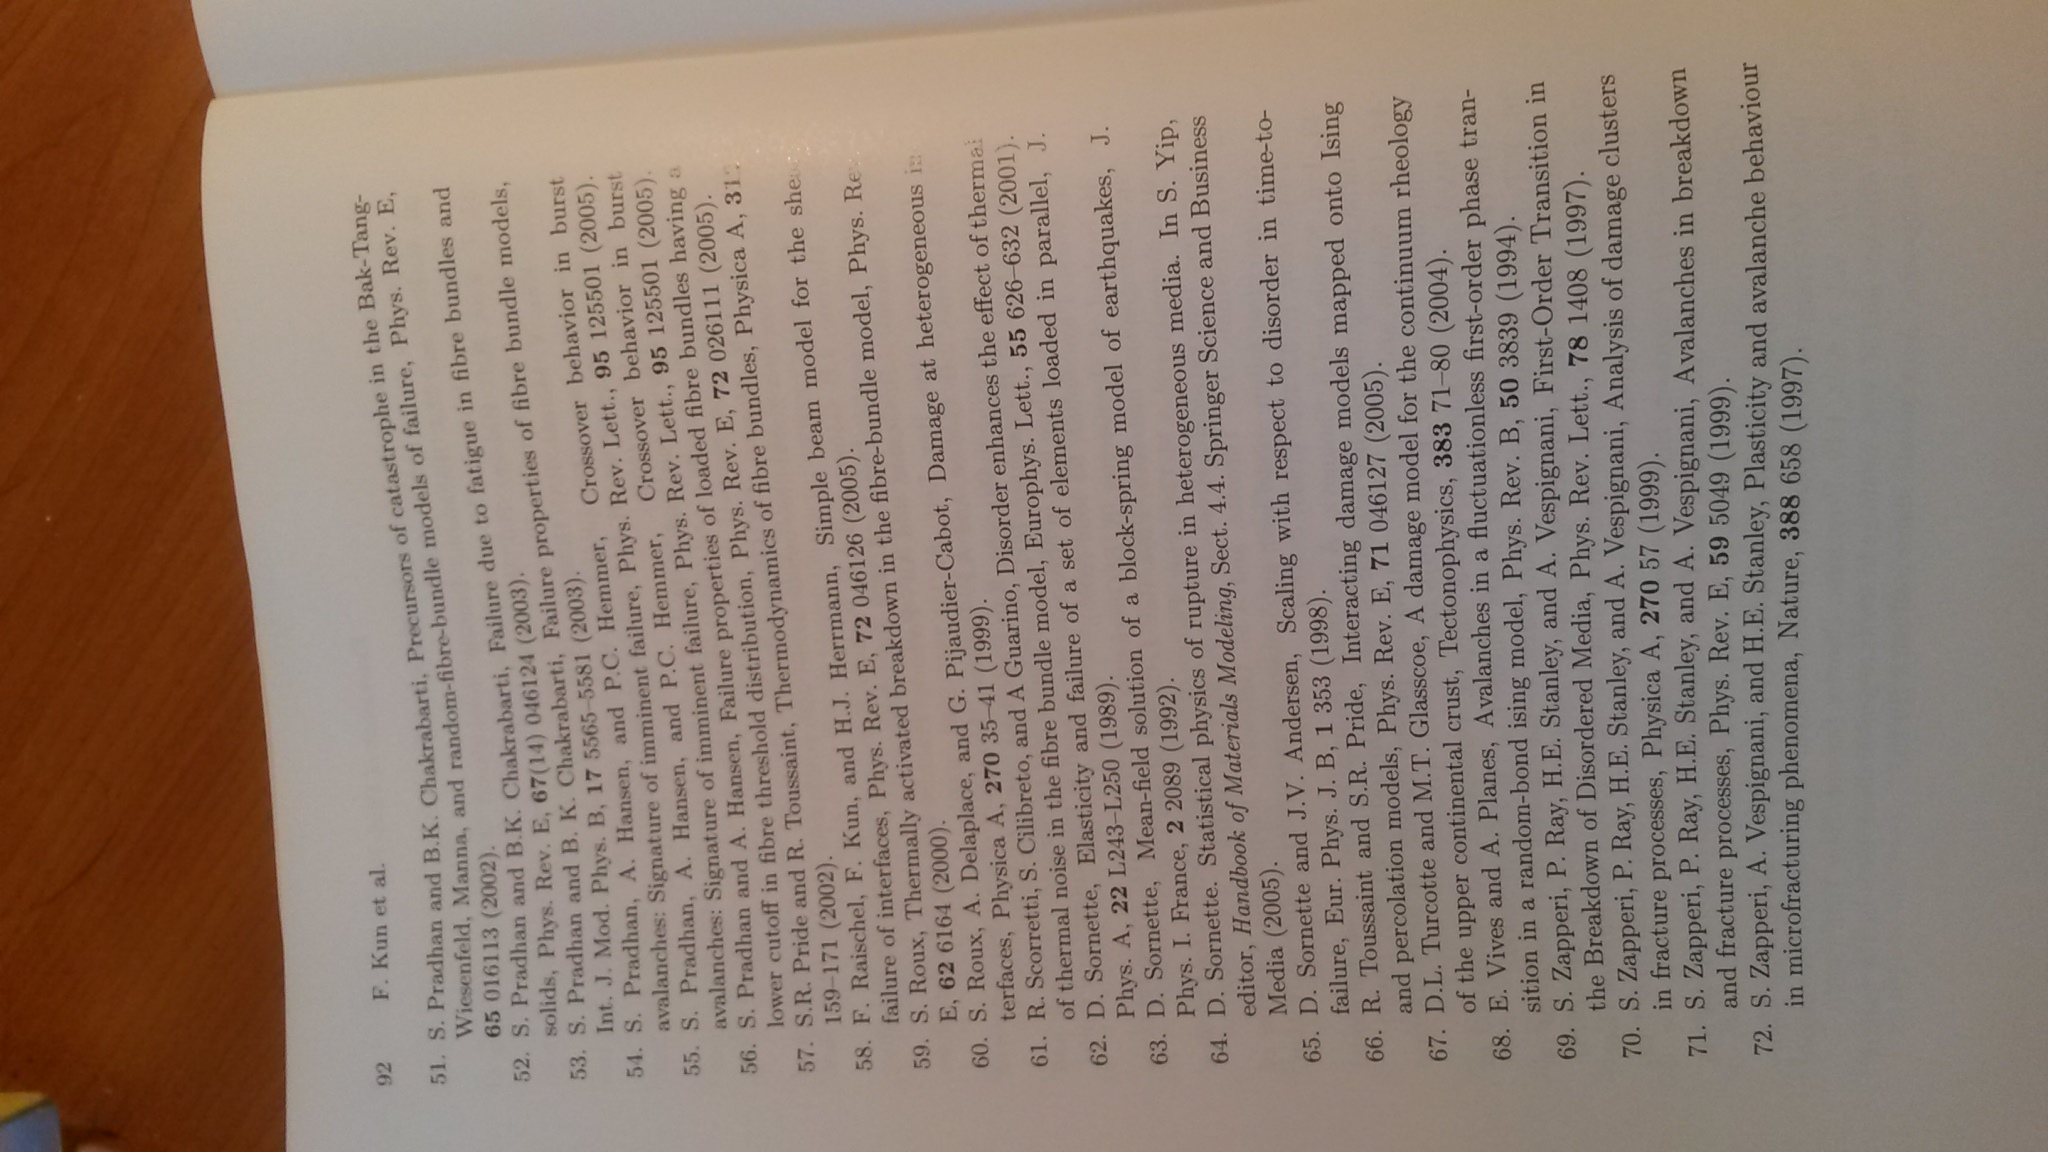 92 F. Kun et al.
51. S. Pradhan and B.K. Chakrabarti, Precursors of catastrophe in the Bak-Tang-
Wiesenfeld, Manna, and random-fibre-bundle models of failure, Phys. Rev. E,
65 016113 (2002).
52. S. Pradhan and B.K. Chakrabarti, Failure due to fatigue in fibre bundles and
solids, Phys. Rev. E, 67(14) 046124 (2003).
53. S. Pradhan and B. K. Chakrabarti, Failure properties of fibre bundle models,
Int. J. Mod. Phys. B, 17 5565–5581 (2003).
54. S. Pradhan, A. Hansen, and P.C. Hemmer, Crossover behavior in burst
avalanches: Signature of imminent failure, Phys. Rev. Lett., 95 125501 (2005).
55. S. Pradhan, A. Hansen, and P.C. Hemmer, Crossover behavior in burst
avalanches: Signature of imminent failure, Phys. Rev. Lett., 95 125501 (2005).
56. S. Pradhan and A. Hansen, Failure properties of loaded fibre bundles having a
lower cutoff in fibre threshold distribution, Phys. Rev. E, 72 026111 (2005).
57. S.R. Pride and R. Toussaint, Thermodynamics of fibre bundles, Physica A,
159–171 (2002).
58. F. Raischel, F. Kun, and H.J. Herrmann, Simple beam model for the
failure of interfaces, Phys. Rev. E, 72 046126 (2005).
59. S. Roux, Thermally activated breakdown in the fibre-bundle model, Phys.
E, 62 6164 (2000).
60. S. Roux, A. Delaplace, and G. Pijaudier-Cabot, Damage at heterogeneous in-
terfaces, Physica A, 270 35–41 (1999).
61. R. Scorretti, S. Cilibreto, and A Guarino, Disorder enhances the effect of thermal
of thermal noise in the fibre bundle model, Europhys. Lett., 55 626–632 (2001).
62. D. Sornette, Elasticity and failure of a set of elements loaded in parallel, J.
Phys. A, 22 L243–L250 (1989).
63. D. Sornette, Mean-field solution of a block-spring model of earthquakes, J.
Phys. I. France, 2 2089 (1992).
64. D. Sornette. Statistical physics of rupture in heterogeneous media. In S. Yip,
editor, Handbook of Materials Modeling, Sect. 4.4. Springer Science and Business
Media (2005).
65. D. Sornette and J.V. Andersen, Scaling with respect to disorder in time-to-
failure, Eur. Phys. J. B, 1 353 (1998).
66. R. Toussaint and S.R. Pride, Interacting damage models mapped onto Ising
and percolation models, Phys. Rev. E, 71 046127 (2005).
67. D.L. Turcotte and M.T. Glasscoe, A damage model for the continuum rheology
of the upper continental crust, Tectonophysics, 383 71–80 (2004).
68. E. Vives and A. Planes, Avalanches in a fluctuationless first-order phase tran-
sition in a random-bond ising model, Phys. Rev. B, 50 3839 (1994).
69. S. Zapperi, P. Ray, H.E. Stanley, and A. Vespignani, First-Order Transition in
the Breakdown of Disordered Media, Phys. Rev. Lett., 78 1408 (1997).
70. S. Zapperi, P. Ray, H.E. Stanley, and A. Vespignani, Analysis of damage clusters
in fracture processes, Physica A, 270 57 (1999).
71. S. Zapperi, P. Ray, H.E. Stanley, and A. Vespignani, Avalanches in breakdown
and fracture processes, Phys. Rev. E, 59 5049 (1999).
72. S. Zapperi, A. Vespignani, and H.E. Stanley, Plasticity and avalanche behaviour
in microfracturing phenomena, Nature, 388 658 (1997).